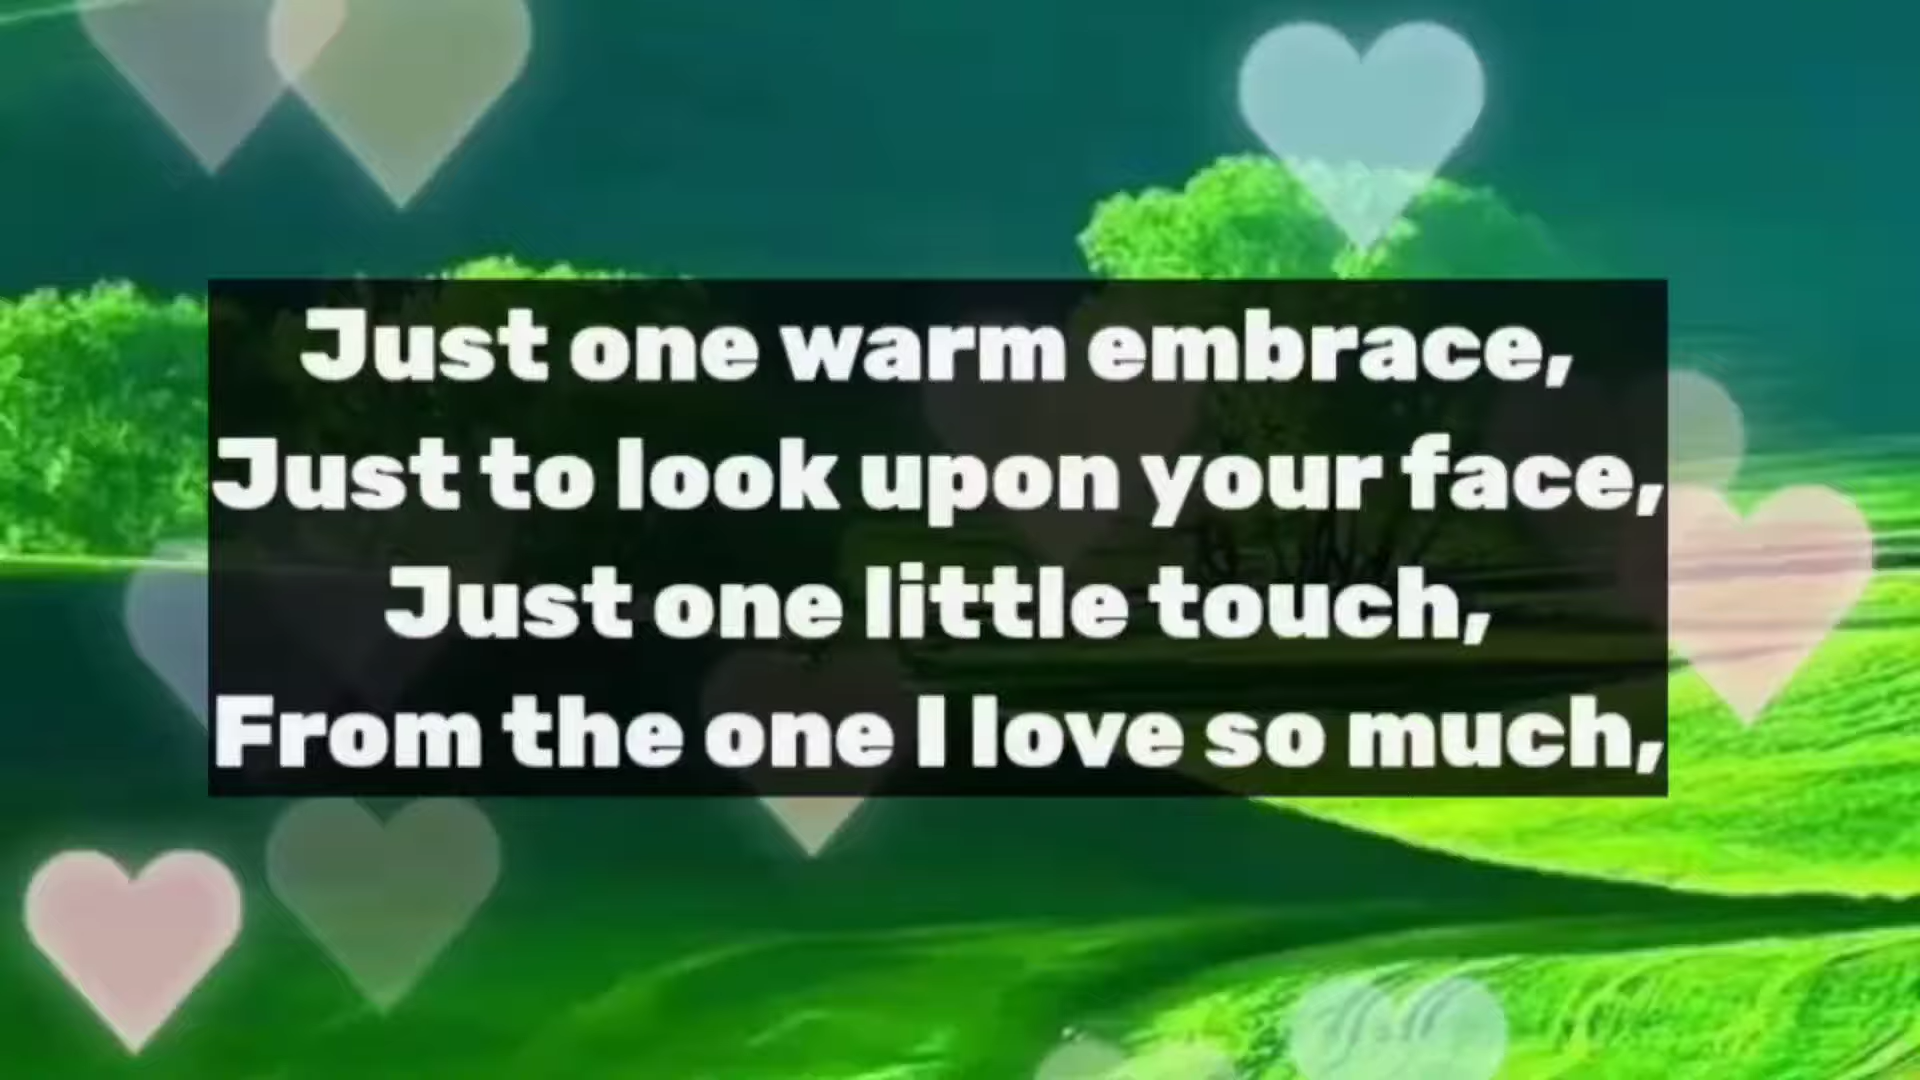 Just one warm embrace,
Just to look upon your face,
Just one little touch,
From the one I love so much,